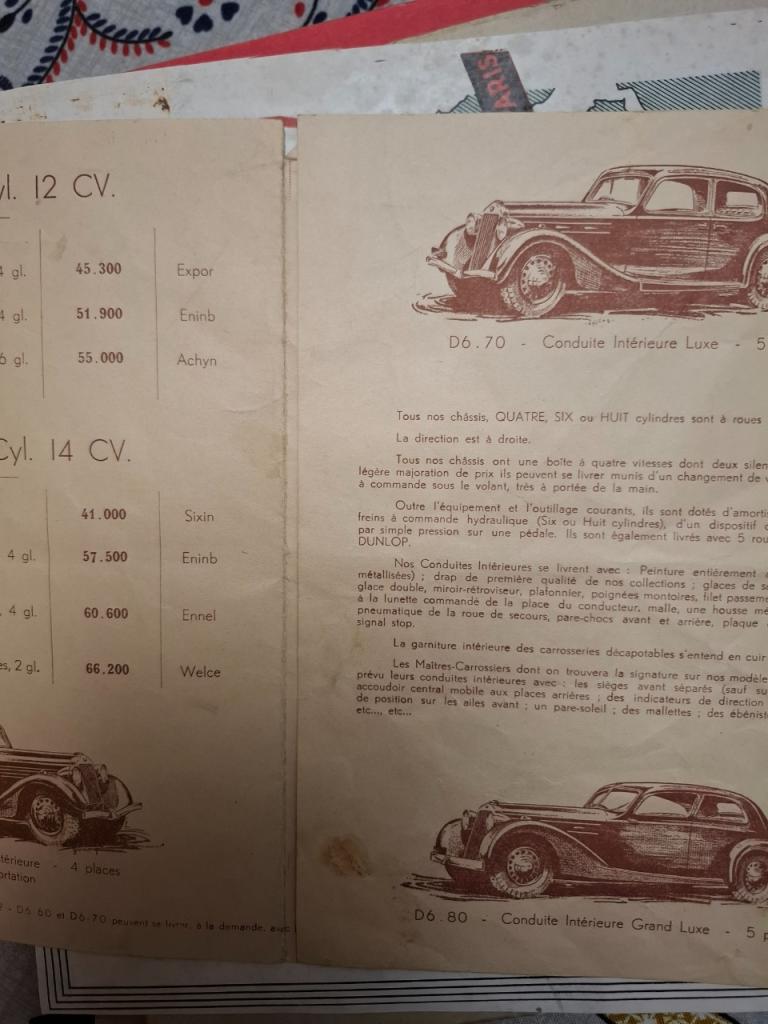 ARIS
yl. 12 CV.
4 gl. 45.300 Expor
4 gl. 51.900 Eninb
6 gl. 55.000 Achyn
Cyl. 14 CV.
41.000 Sixin
4 gl. 57.500 Eninb
4 gl. 60.600 Ennel
es, 2 gl. 66.200 Welce
térieure - 4 places
ortation
- D6.60 et D6-70 peuvent se livrer, à la demande, avec
D6.70 - Conduite Intérieure Luxe - 5
Tous nos châssis, QUATRE, SIX ou HUIT cylindres sont à roues
La direction est à droite.
Tous nos châssis ont une boîte à quatre vitesses dont deux silen
légère majoration de prix ils peuvent se livrer munis d'un changement de v
à commande sous le volant, très à portée de la main.
Outre l'équipement et l'outillage courants, ils sont dotés d'amortis
freins à commande hydraulique (Six ou Huit cylindres), d'un dispositif d
par simple pression sur une pédale. Ils sont également livrés avec 5 rou
DUNLOP.
Nos Conduites Intérieures se livrent avec : Peinture entièrement
métallisées) ; drap de première qualité de nos collections ; glaces de s
glace double, miroir-rétroviseur, plafonnier, poignées montoires, filet passeme
à la lunette commandé de la place du conducteur, malle, une housse mé
pneumatique de la roue de secours, pare-chocs avant et arrière, plaque
signal stop.
La garniture intérieure des carrosseries décapotables s'entend en cuir
Les Maîtres-Carrossiers dont on trouvera la signature sur nos modèle
prévu leurs conduites intérieures avec : les sièges avant séparés (sauf su
accoudoir central mobile aux places arrières ; des indicateurs de direction
de position sur les ailes avant ; un pare-soleil ; des mallettes ; des ébénist
etc..., etc...
D6.80 - Conduite Intérieure Grand Luxe - 5 p